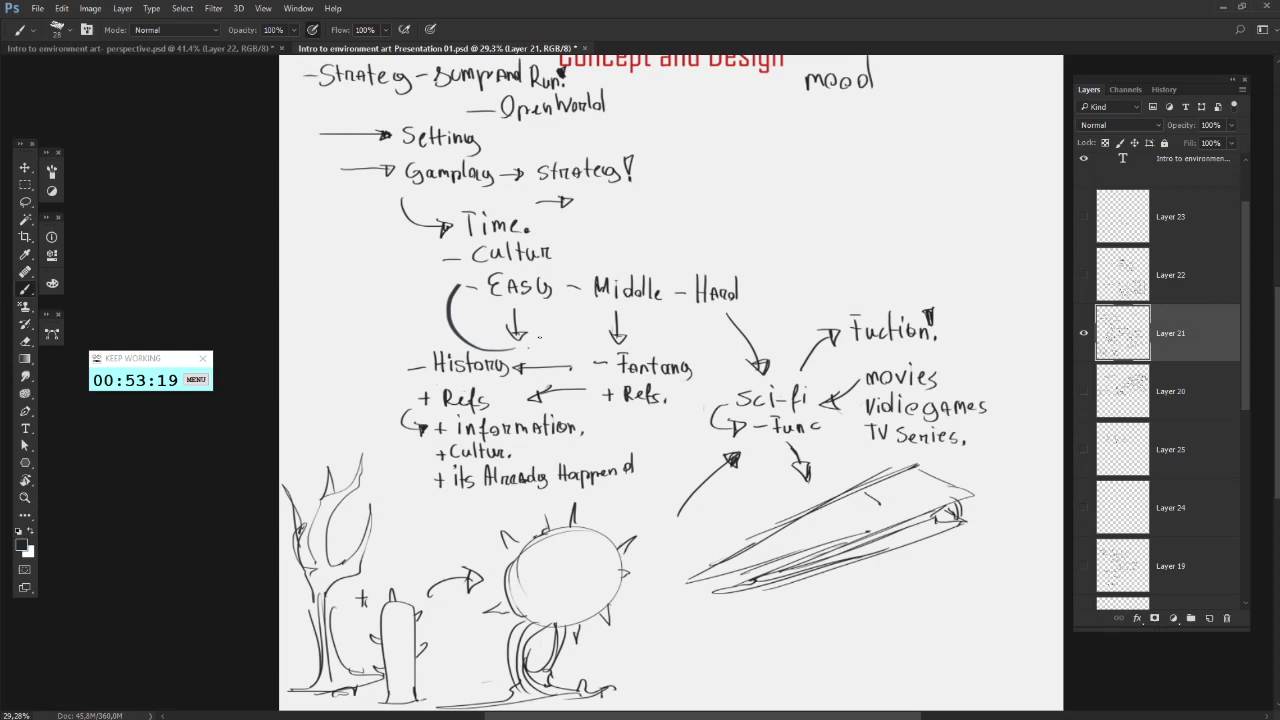 Ps File Edit Image Layer Type Select Filter 3D View Window Help
28 Mode: Normal Opacity: 100% Flow: 100%
Intro to environment art- perspective.psd @ 41.4% (Layer 22, RGB/8) * × Intro to environment art Presentation 01.psd @ 29.3% (Layer 21, RGB/8) * ×
Concept and Design
- Strategy - Jump And Run! mood
- OpenWorld
Setting
Gamplay → strategy!
Time.
- Cultur
- EASy - Middle - HArd
Fuction!
- History - Fantany
+ Refs + Refs.
Sci-fi
- Func
movies
Vidiegames
TV Series.
+ informAtion.
+ Cultur.
+ its Already Happend
+
KEEP WORKING ×
00:53:19 MENU
Layers Channels History
Kind
Normal Opacity: 100%
Lock: Fill: 100%
T Intro to environmen...
Layer 23
Layer 22
Layer 21
Layer 20
Layer 25
Layer 24
Layer 19
29,28% Doc: 45,8M/360,0M